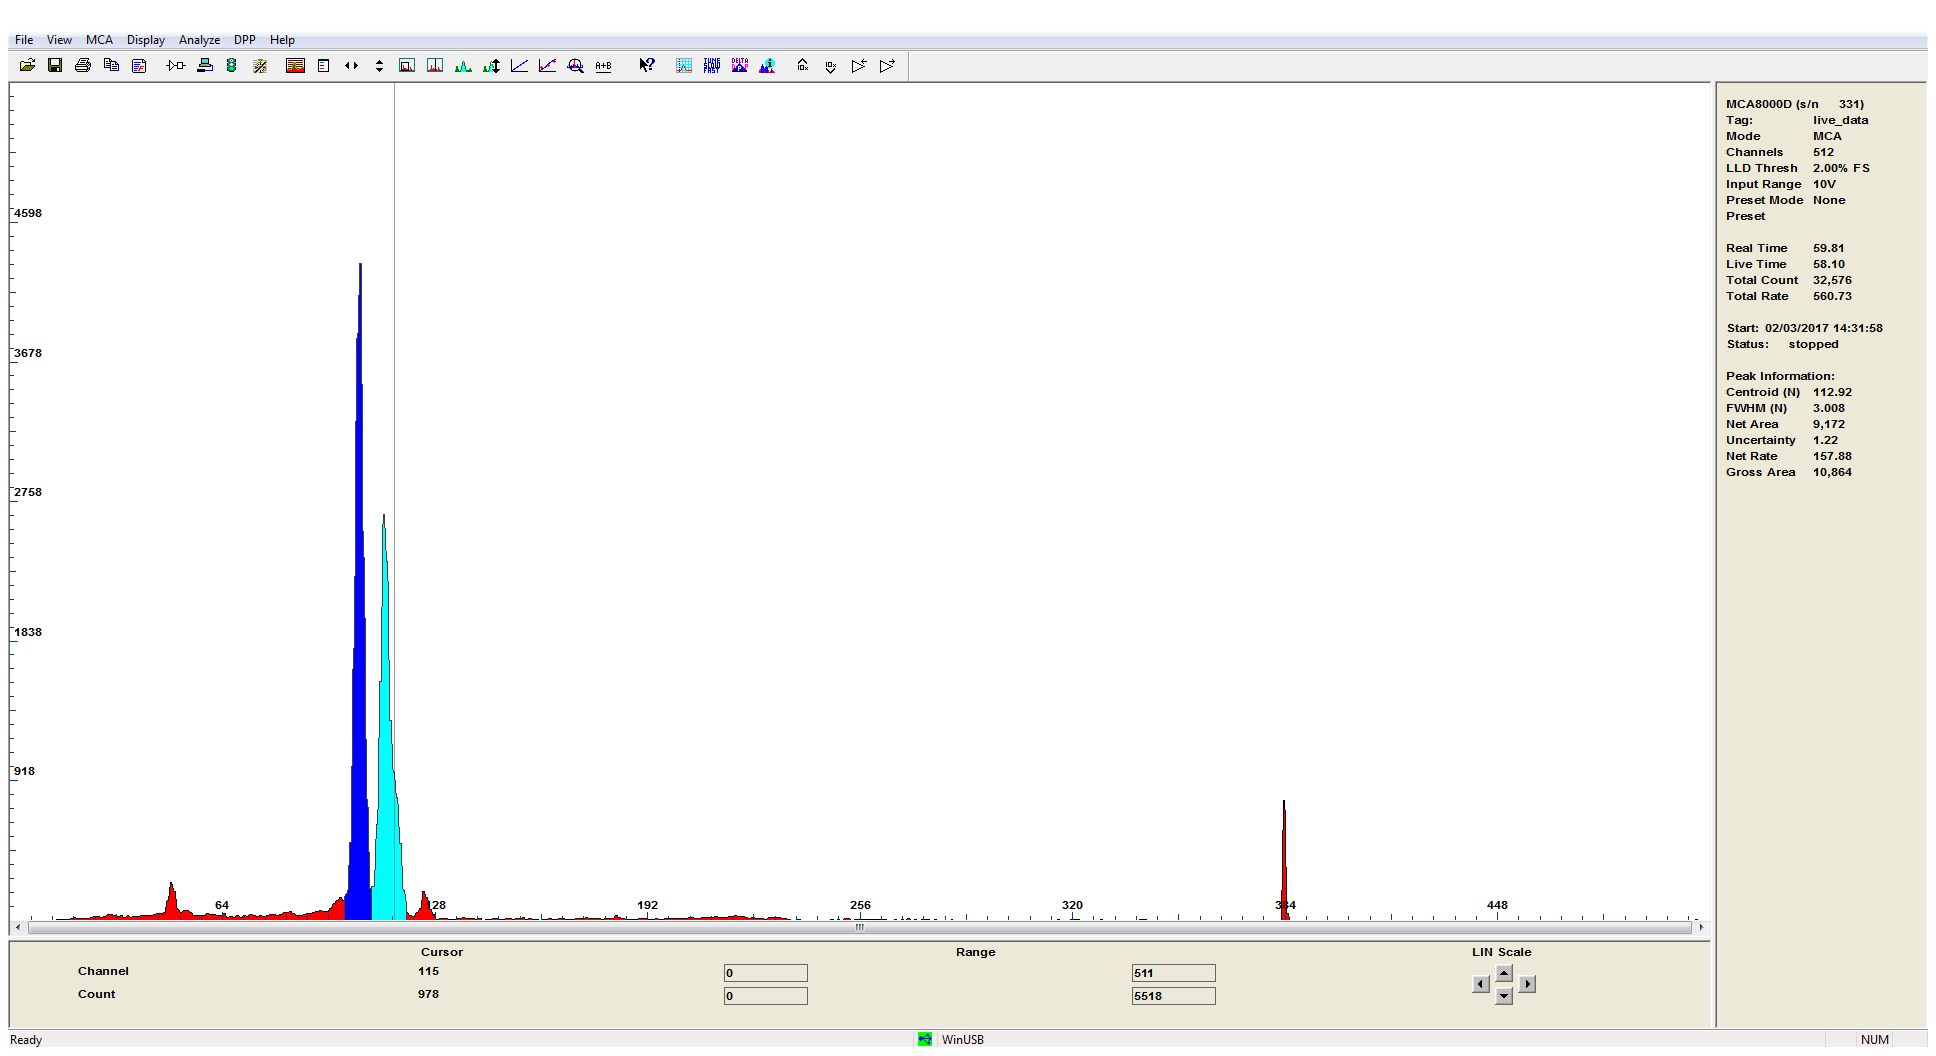 File View MCA Display Analyze DPP Help
A+B TUNE FAST DELTA
4598
3678
2758
1838
918
64 128 192 256 320 384 448
MCA8000D (s/n 331)
Tag: live_data
Mode MCA
Channels 512
LLD Thresh 2.00% FS
Input Range 10V
Preset Mode None
Preset
Real Time 59.81
Live Time 58.10
Total Count 32,576
Total Rate 560.73
Start: 02/03/2017 14:31:58
Status: stopped
Peak Information:
Centroid (N) 112.92
FWHM (N) 3.008
Net Area 9,172
Uncertainty 1.22
Net Rate 157.88
Gross Area 10,864
Cursor Range LIN Scale
Channel 115 0 511
Count 978 0 5518
Ready WinUSB NUM